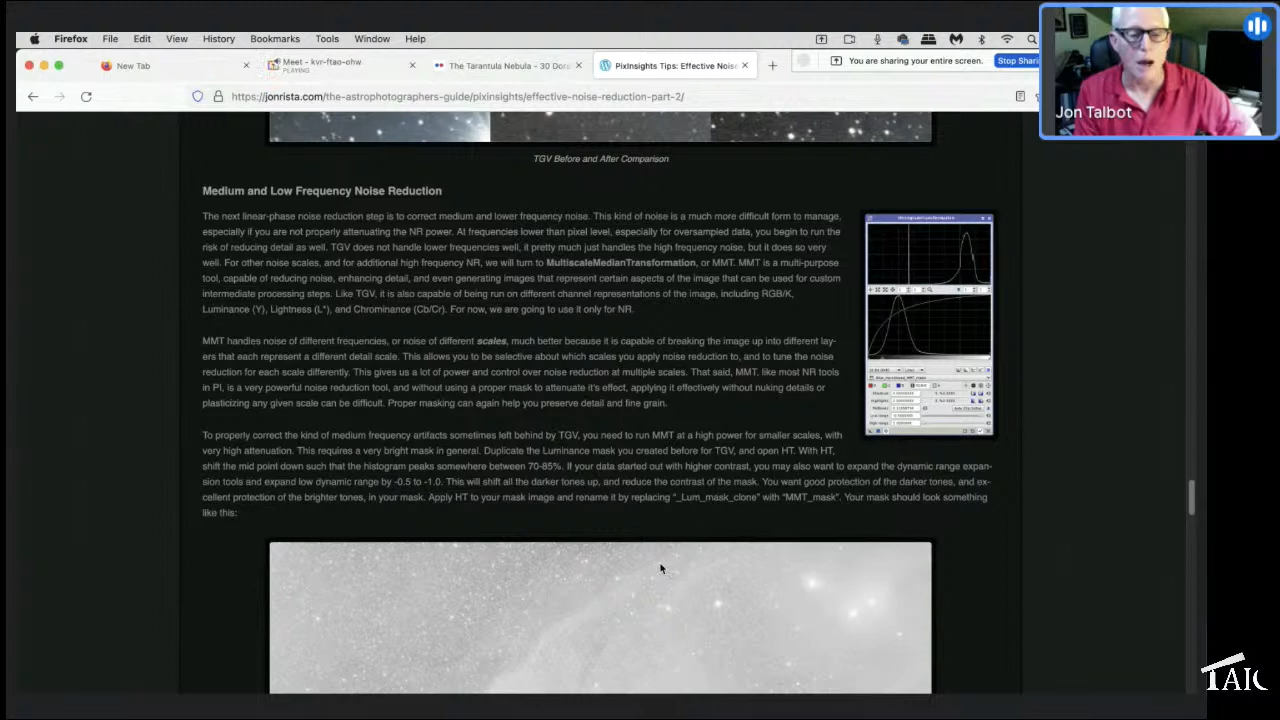 Firefox File Edit View History Bookmarks Tools Window Help
New Tab
Meet - kvr-ftao-ohw
PLAYING
The Tarantula Nebula - 30 Dor
PixInsights Tips: Effective Nois
You are sharing your entire screen.
Stop Shari
https://jonrista.com/the-astrophotographers-guide/pixinsights/effective-noise-reduction-part-2/
Jon Talbot
TGV Before and After Comparison
Medium and Low Frequency Noise Reduction
The next linear-phase noise reduction step is to correct medium and lower frequency noise. This kind of noise is a much more difficult form to manage,
especially if you are not properly attenuating the NR power. At frequencies lower than pixel level, especially for oversampled data, you begin to run the
risk of reducing detail as well. TGV does not handle lower frequencies well, it pretty much just handles the high frequency noise, but it does so very
well. For other noise scales, and for additional high frequency NR, we will turn to MultiscaleMedianTransformation, or MMT. MMT is a multi-purpose
tool, capable of reducing noise, enhancing detail, and even generating images that represent certain aspects of the image that can be used for custom
intermediate processing steps. Like TGV, it is also capable of being run on different channel representations of the image, including RGB/K,
Luminance (Y), Lightness (L*), and Chrominance (Cb/Cr). For now, we are going to use it only for NR.
MMT handles noise of different frequencies, or noise of different scales, much better because it is capable of breaking the image up into different lay-
ers that each represent a different detail scale. This allows you to be selective about which scales you apply noise reduction to, and to tune the noise
reduction for each scale differently. This gives us a lot of power and control over noise reduction at multiple scales. That said, MMT, like most NR tools
in PI, is a very powerful noise reduction tool, and without using a proper mask to attenuate it's effect, applying it effectively without nuking details or
plasticizing any given scale can be difficult. Proper masking can again help you preserve detail and fine grain.
To properly correct the kind of medium frequency artifacts sometimes left behind by TGV, you need to run MMT at a high power for smaller scales, with
very high attenuation. This requires a very bright mask in general. Duplicate the Luminance mask you created before for TGV, and open HT. With HT,
shift the mid point down such that the histogram peaks somewhere between 70-85%. If your data started out with higher contrast, you may also want to expand the dynamic range expan-
sion tools and expand low dynamic range by -0.5 to -1.0. This will shift all the darker tones up, and reduce the contrast of the mask. You want good protection of the darker tones, and ex-
cellent protection of the brighter tones, in your mask. Apply HT to your mask image and rename it by replacing "_Lum_mask_clone" with "MMT_mask". Your mask should look something
like this:
TAIC